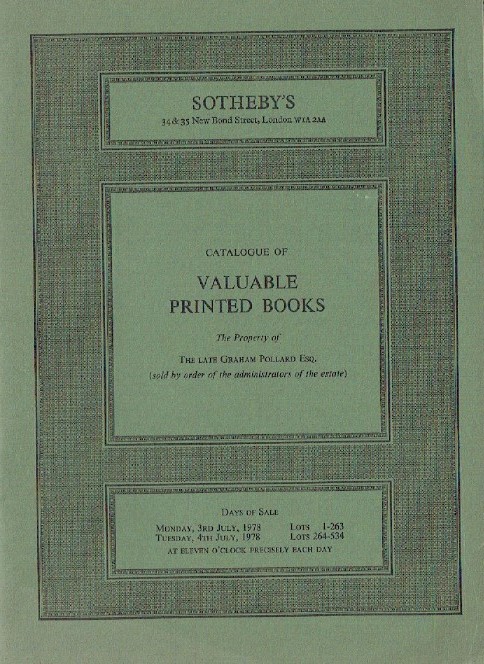 SOTHEBY'S
34 & 35 New Bond Street, London W1A 2AA
CATALOGUE OF
VALUABLE
PRINTED BOOKS
The Property of
THE LATE GRAHAM POLLARD ESQ.
(sold by order of the administrators of the estate)
DAYS OF SALE
MONDAY, 3RD JULY, 1978 LOTS 1-263
TUESDAY, 4TH JULY, 1978 LOTS 264-534
AT ELEVEN O'CLOCK PRECISELY EACH DAY